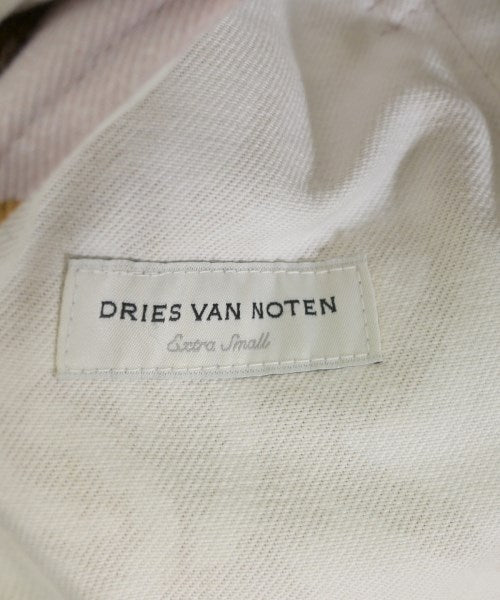 DRIES VAN NOTEN
Extra Small